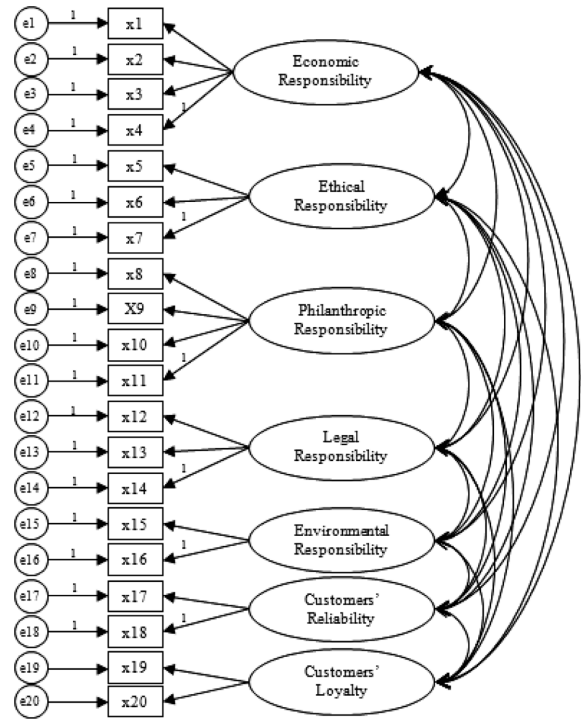 e1 1 x1
e2 1 x2
e3 1 x3
e4 1 x4 1
Economic
Responsibility
e5 1 x5
e6 1 x6
e7 1 x7 1
Ethical
Responsibility
e8 1 x8
e9 1 X9
e10 1 x10
e11 1 x11 1
Philanthropic
Responsibility
e12 1 x12
e13 1 x13
e14 1 x14 1
Legal
Responsibility
e15 1 x15
e16 1 x16 1
Environmental
Responsibility
e17 1 x17
e18 1 x18 1
Customers’
Reliability
e19 x19
e20 x20
Customers’
Loyalty